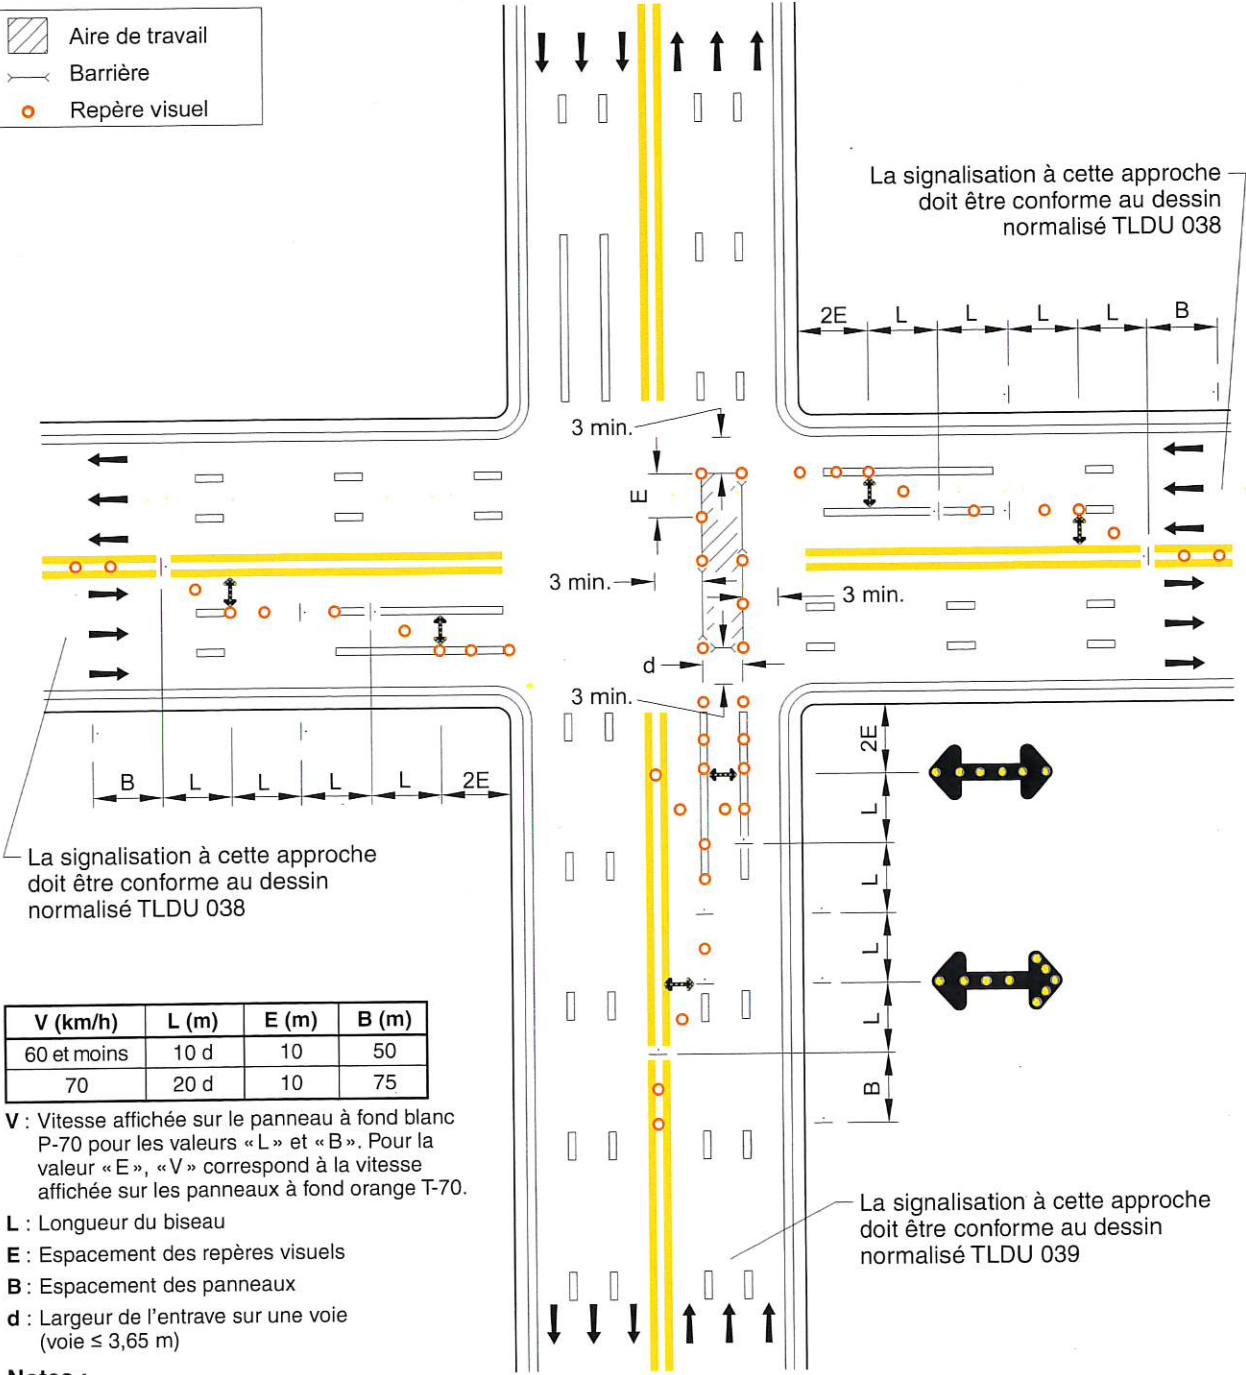 Aire de travail
Barrière
Repère visuel
La signalisation à cette approche
doit être conforme au dessin
normalisé TLDU 038
2E
L
L
L
L
B
3 min.
E
3 min.
3 min.
d
3 min.
B
L
L
L
L
2E
2E
L
L
L
L
B
La signalisation à cette approche
doit être conforme au dessin
normalisé TLDU 038
V (km/h) L (m) E (m) B (m)
60 et moins 10 d 10 50
70 20 d 10 75
V : Vitesse affichée sur le panneau à fond blanc
P-70 pour les valeurs « L » et « B ». Pour la
valeur « E », « V » correspond à la vitesse
affichée sur les panneaux à fond orange T-70.
L : Longueur du biseau
E : Espacement des repères visuels
B : Espacement des panneaux
d : Largeur de l'entrave sur une voie
(voie ≤ 3,65 m)
La signalisation à cette approche
doit être conforme au dessin
normalisé TLDU 039
Notes :